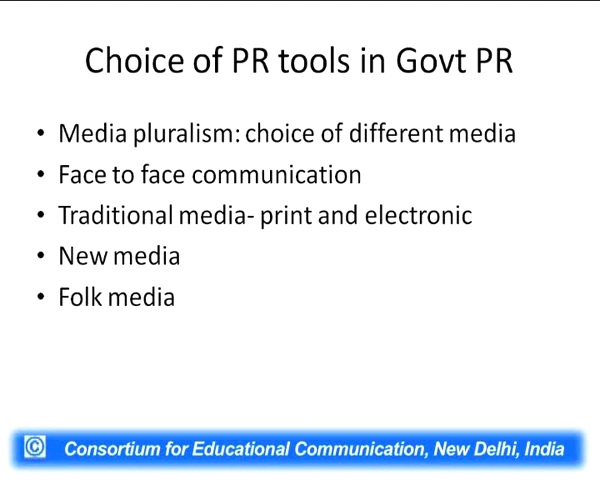 Choice of PR tools in Govt PR
• Media pluralism: choice of different media
• Face to face communication
• Traditional media- print and electronic
• New media
• Folk media
© Consortium for Educational Communication, New Delhi, India